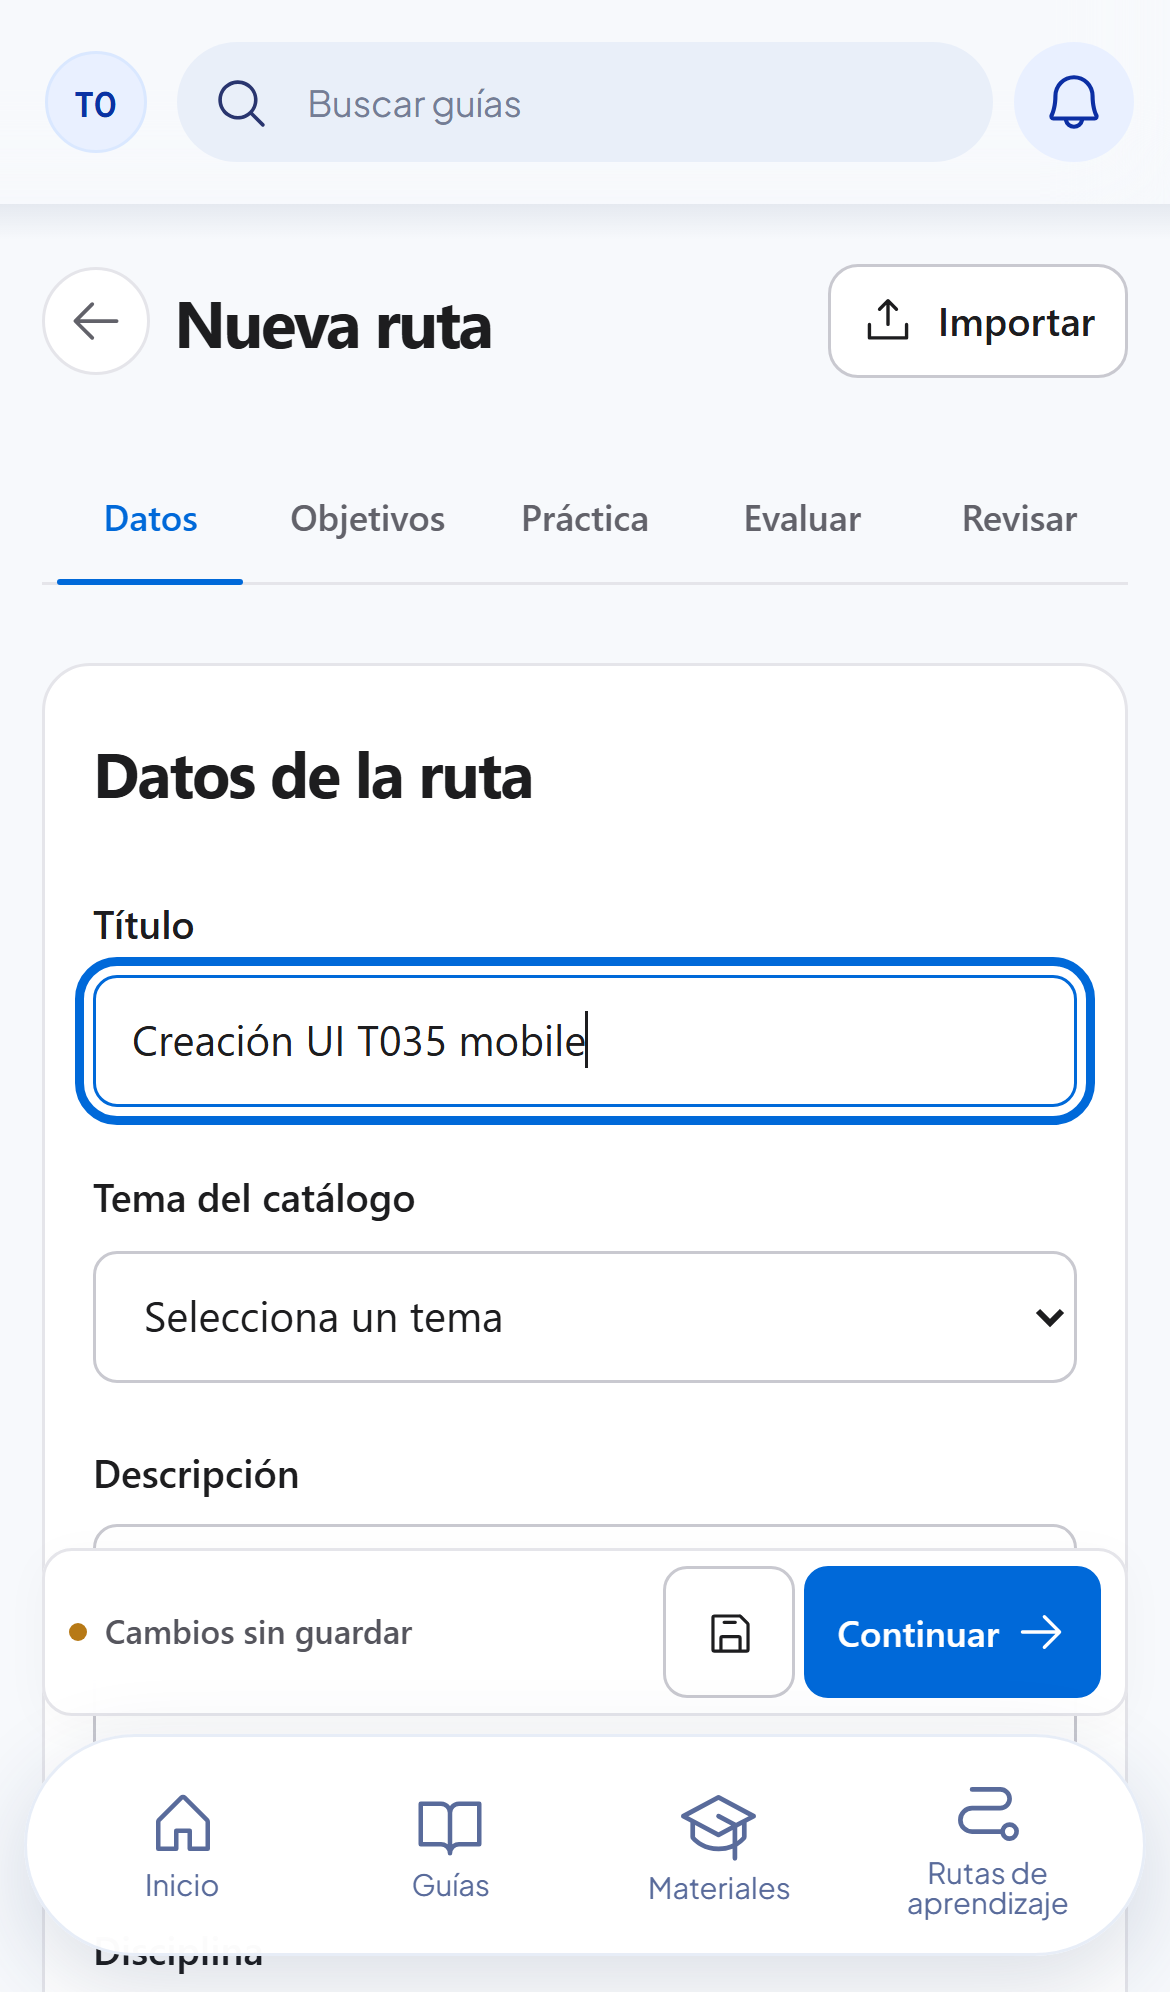 TO
Buscar guías
Nueva ruta
Importar
Datos
Objetivos
Práctica
Evaluar
Revisar
Datos de la ruta
Título
Creación UI T035 mobile
Tema del catálogo
Selecciona un tema
Descripción
Cambios sin guardar
Continuar
Inicio
Guías
Materiales
Rutas de
aprendizaje
Disciplina